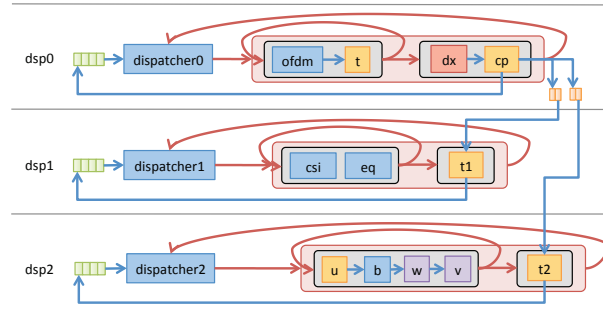 dsp0 dispatcher0 ofdm t dx cp
dsp1 dispatcher1 csi eq t1
dsp2 dispatcher2 u b w v t2